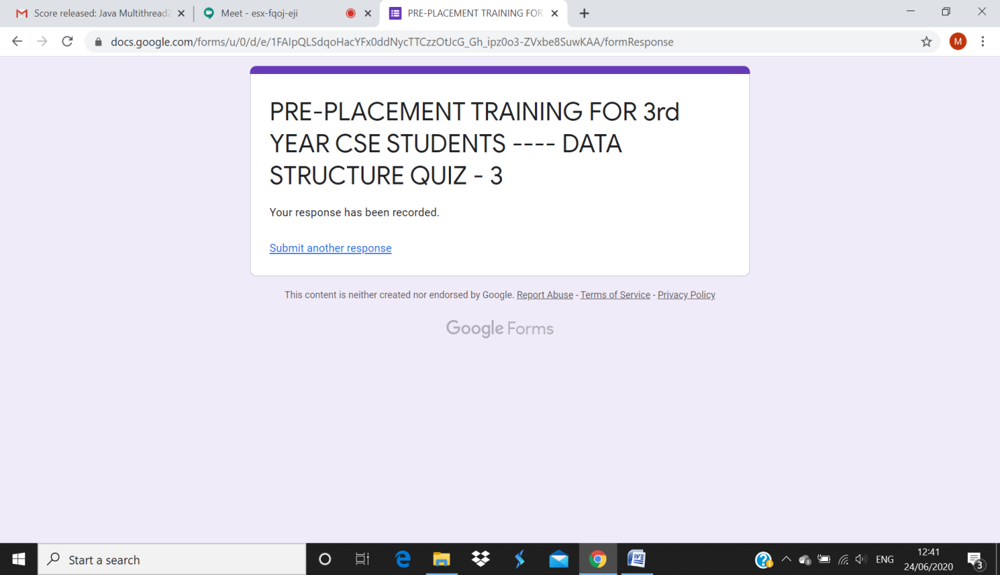 Score released: Java Multithread
Meet - esx-fqoj-eji
PRE-PLACEMENT TRAINING FOR
docs.google.com/forms/u/0/d/e/1FAIpQLSdqoHacYFx0ddNycTTCzzOtJcG_Gh_ipz0o3-ZVxbe8SuwKAA/formResponse
M
PRE-PLACEMENT TRAINING FOR 3rd
YEAR CSE STUDENTS ---- DATA
STRUCTURE QUIZ - 3
Your response has been recorded.
Submit another response
This content is neither created nor endorsed by Google. Report Abuse - Terms of Service - Privacy Policy
Google Forms
Start a search
ENG
12:41
24/06/2020
3